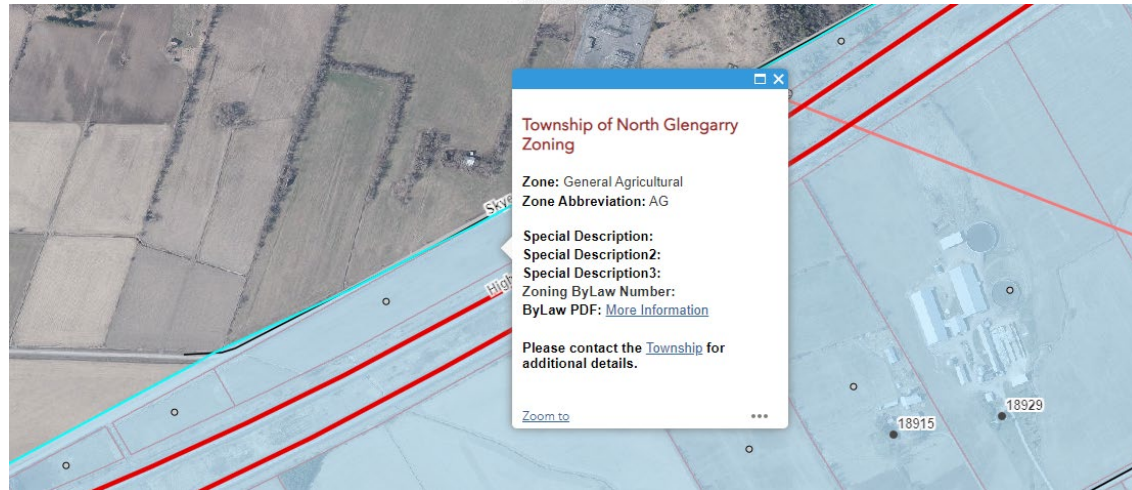 Township of North Glengarry
Zoning
Zone: General Agricultural
Zone Abbreviation: AG
Special Description:
Special Description2:
Special Description3:
Zoning ByLaw Number:
ByLaw PDF: More Information
Please contact the Township for
additional details.
Zoom to
18915
18929